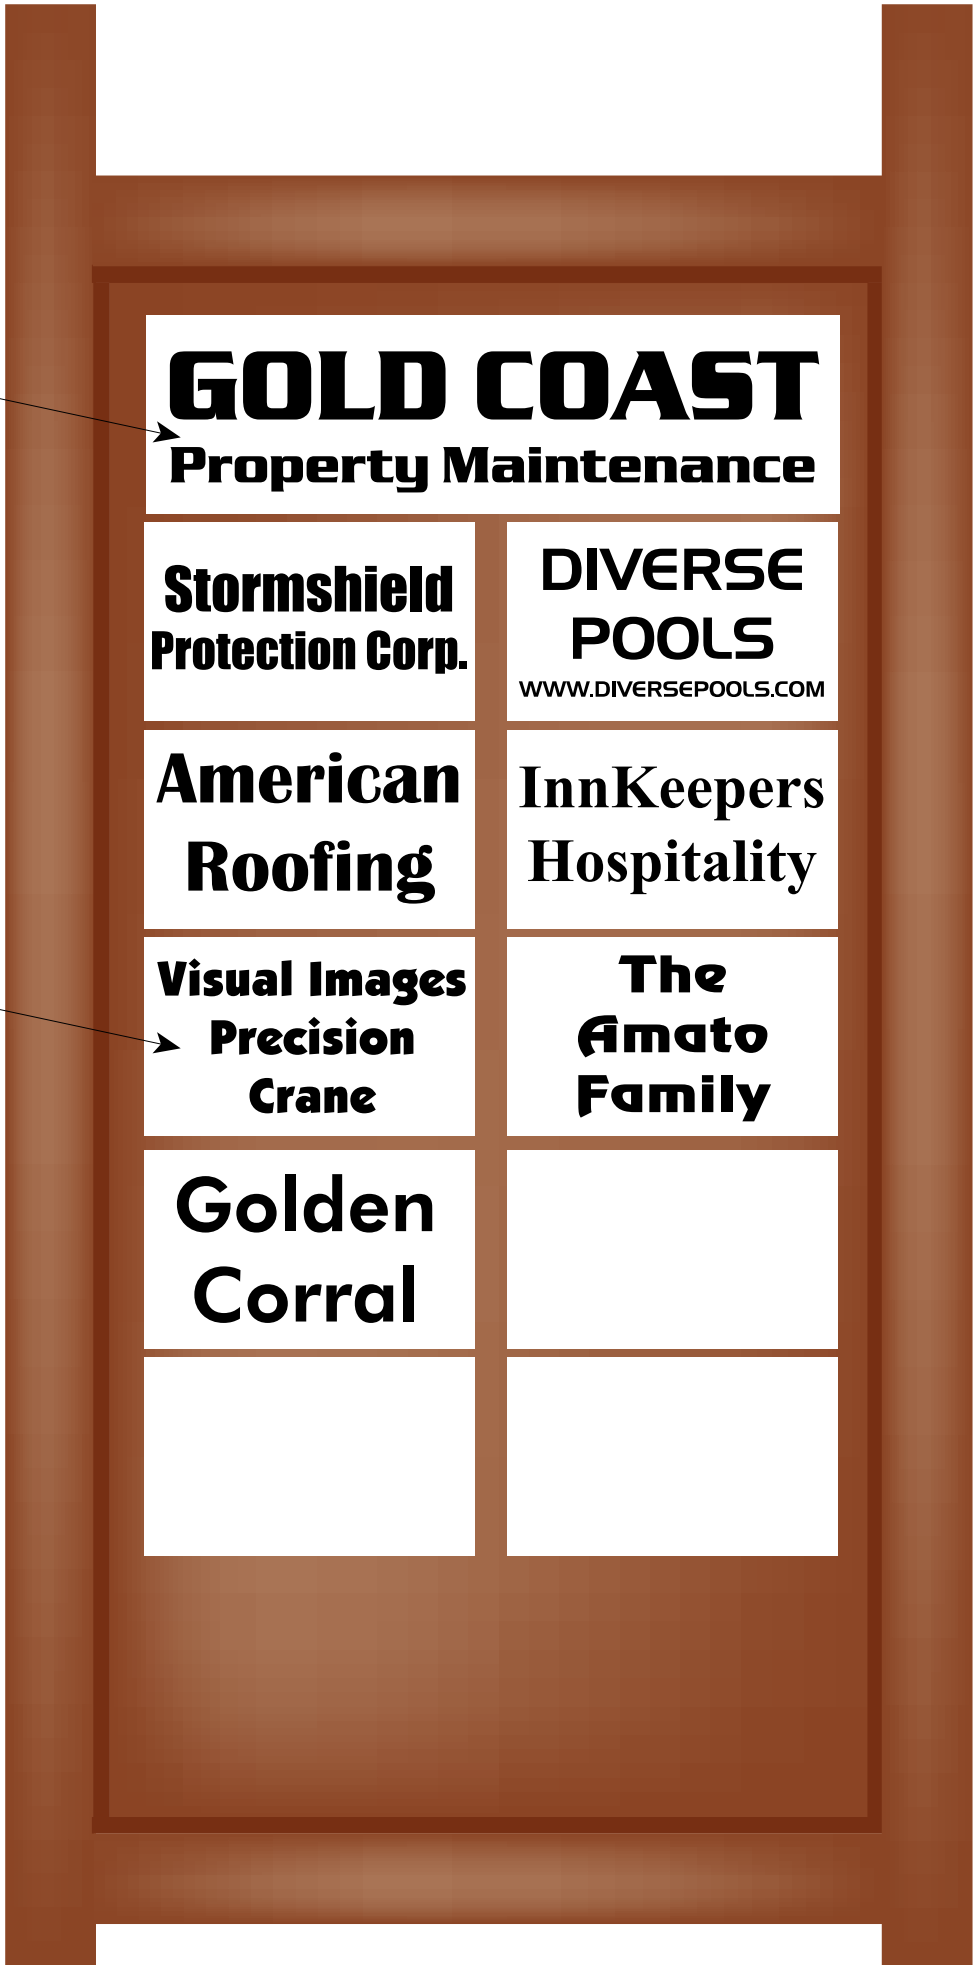 GOLD COAST
Property Maintenance
Stormshield
Protection Corp.
DIVERSE
POOLS
WWW.DIVERSEPOOLS.COM
American
Roofing
InnKeepers
Hospitality
Visual Images
Precision
Crane
The
Amato
Family
Golden
Corral